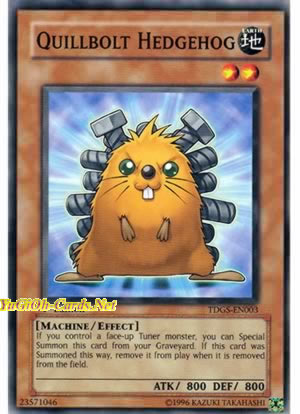 QUILLBOLT HEDGEHOG
EARTH
地
YuGiOh-Cards.Net
TDGS-EN003
[MACHINE / EFFECT]
If you control a face-up Tuner monster, you can Special
Summon this card from your Graveyard. If this card was
Summoned this way, remove it from play when it is removed
from the field.
ATK/ 800 DEF/ 800
23571046
©1996 KAZUKI TAKAHASHI